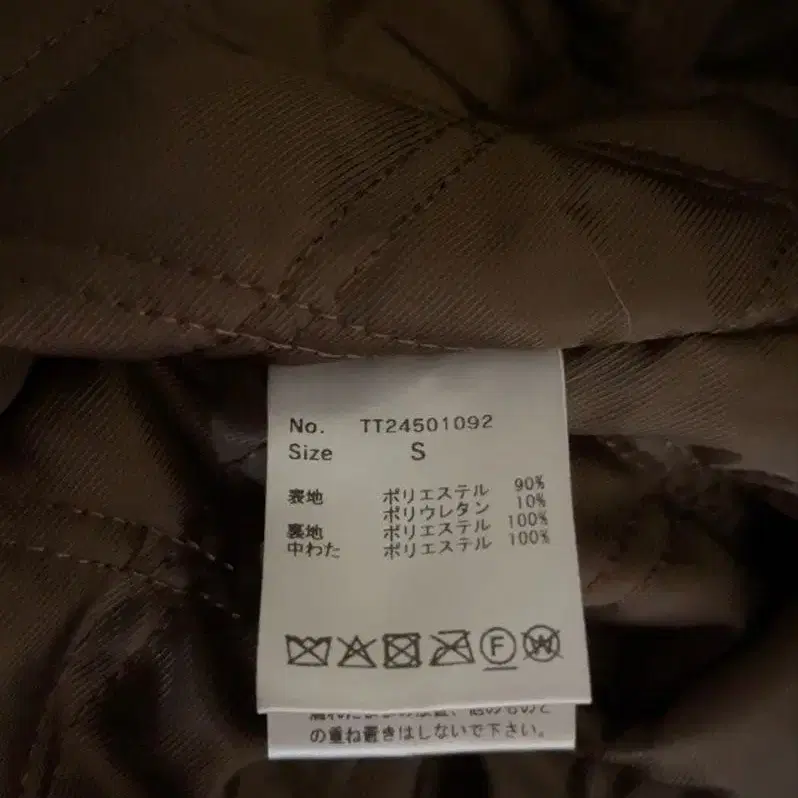 No. TT24501092
Size S
表地 ポリエステル 90%
ポリウレタン 10%
裏地 ポリエステル 100%
中わた ポリエステル 100%
F W
の重ね置きはしないで下さい。